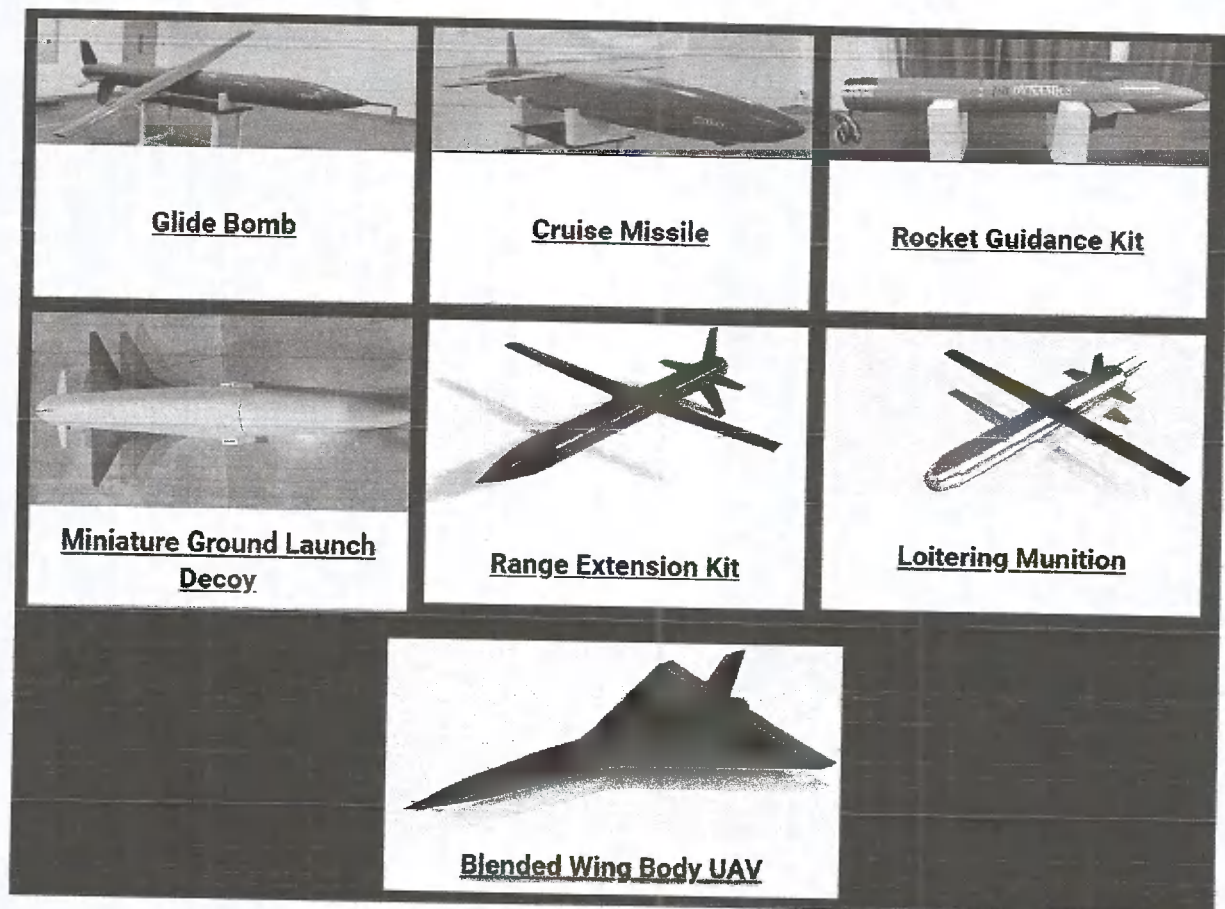 Glide Bomb
Cruise Missile
DYNAMICS
Rocket Guidance Kit
Miniature Ground Launch
Decoy
Range Extension Kit
Loitering Munition
Blended Wing Body UAV